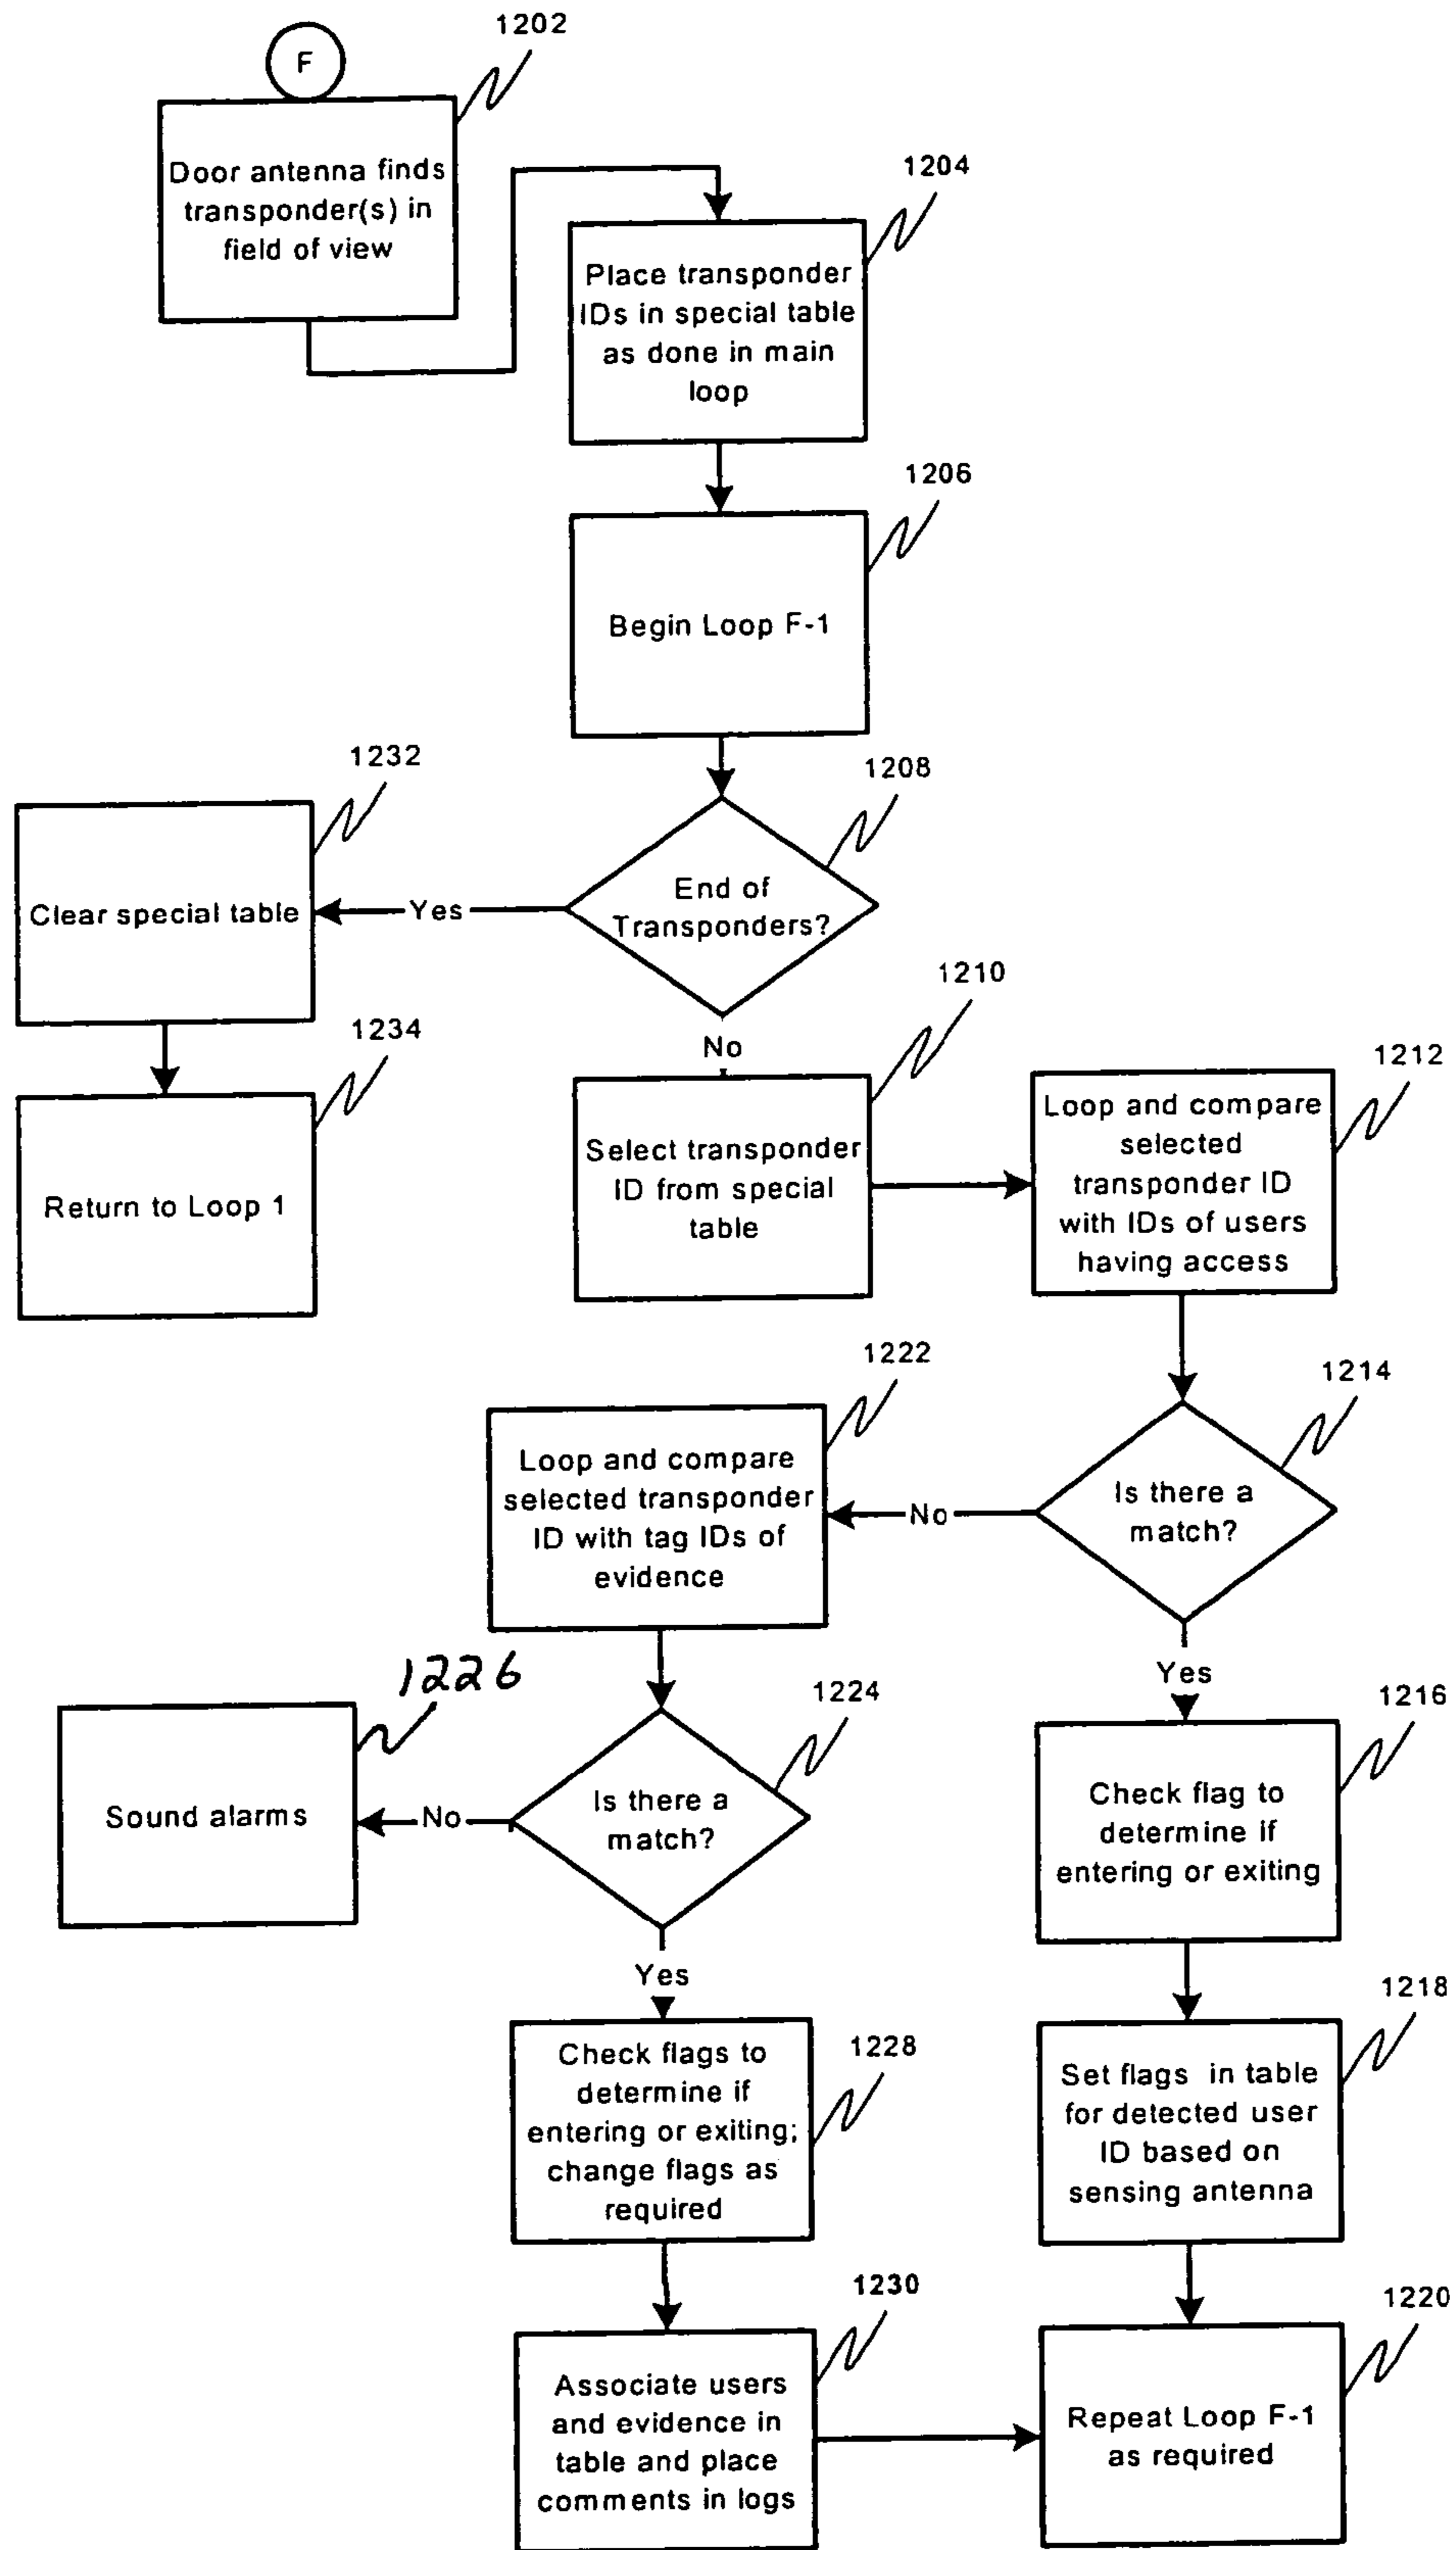 1202
F
Door antenna finds
transponder(s) in
field of view
1204
Place transponder
IDs in special table
as done in main
loop
1206
Begin Loop F-1
1208
End of
Transponders?
Yes
1232
Clear special table
1234
Return to Loop 1
No
1210
Select transponder
ID from special
table
1212
Loop and compare
selected
transponder ID
with IDs of users
having access
1214
Is there a
match?
No
1222
Loop and compare
selected transponder
ID with tag IDs of
evidence
Yes
1216
Check flag to
determine if
entering or exiting
1224
Is there a
match?
No
1226
Sound alarms
Yes
1228
Check flags to
determine if
entering or exiting;
change flags as
required
1218
Set flags in table
for detected user
ID based on
sensing antenna
1230
Associate users
and evidence in
table and place
comments in logs
1220
Repeat Loop F-1
as required